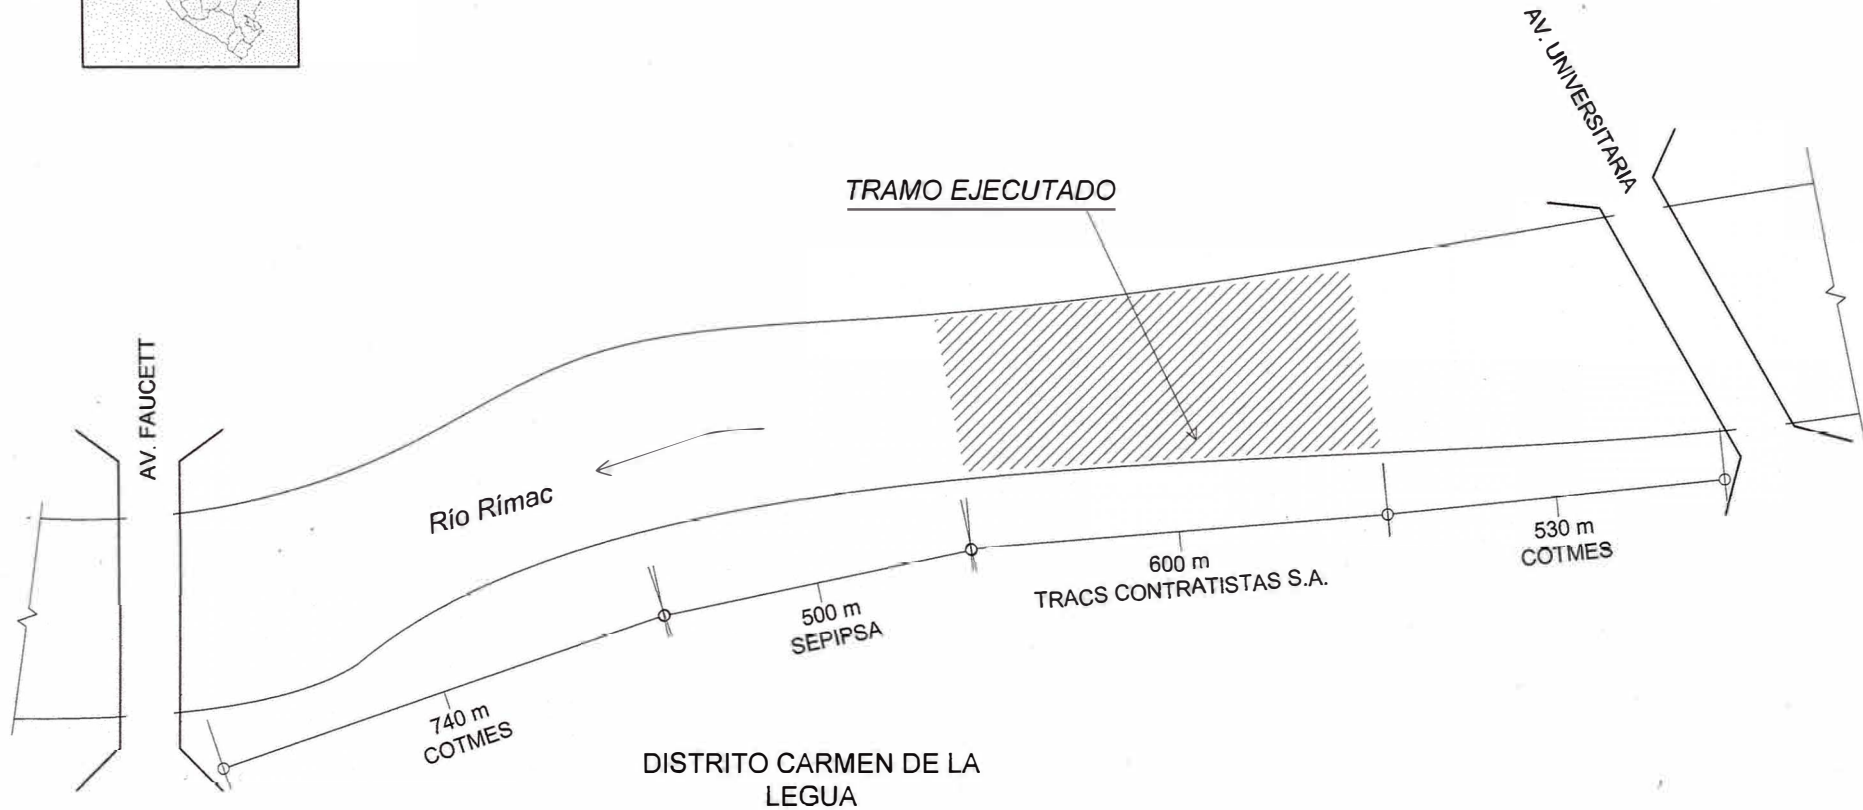 AV. UNIVERSITARIA
TRAMO EJECUTADO
AV. FAUCETT
Río Rímac
530 m
COTMES
600 m
TRACS CONTRATISTAS S.A.
500 m
SEPIPSA
740 m
COTMES
DISTRITO CARMEN DE LA
LEGUA